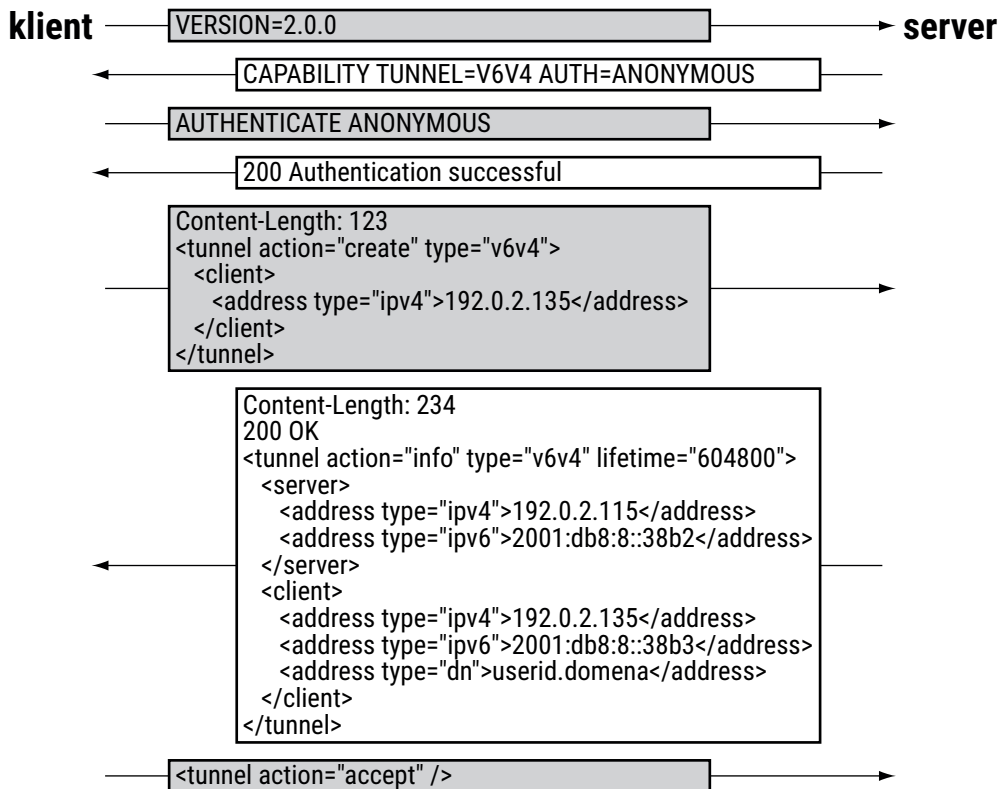 klient VERSION=2.0.0 server
CAPABILITY TUNNEL=V6V4 AUTH=ANONYMOUS
AUTHENTICATE ANONYMOUS
200 Authentication successful
Content-Length: 123
<tunnel action="create" type="v6v4">
<client>
<address type="ipv4">192.0.2.135</address>
</client>
</tunnel>
Content-Length: 234
200 OK
<tunnel action="info" type="v6v4" lifetime="604800">
<server>
<address type="ipv4">192.0.2.115</address>
<address type="ipv6">2001:db8:8::38b2</address>
</server>
<client>
<address type="ipv4">192.0.2.135</address>
<address type="ipv6">2001:db8:8::38b3</address>
<address type="dn">userid.domena</address>
</client>
</tunnel>
<tunnel action="accept" />